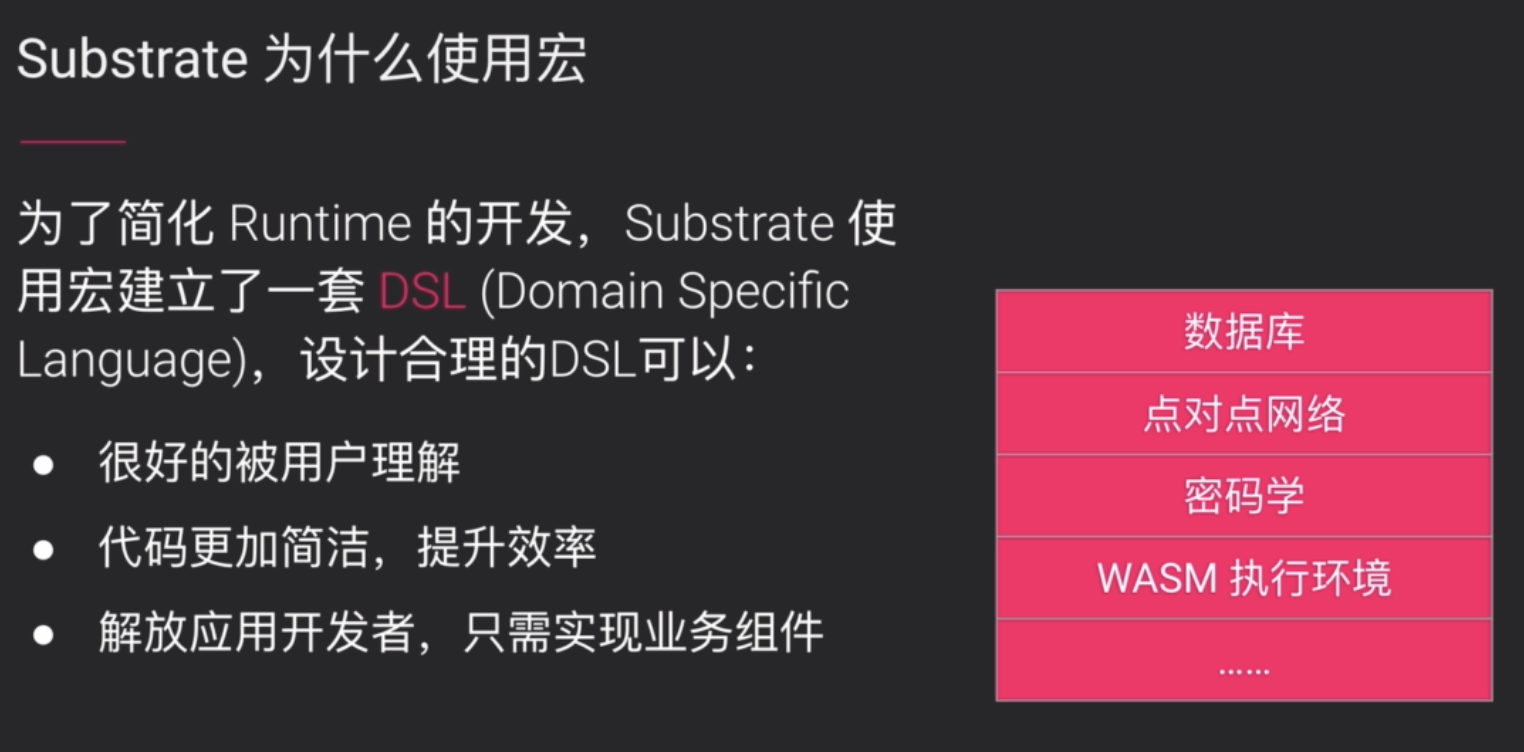 Substrate 为什么使用宏
为了简化 Runtime 的开发，Substrate 使
用宏建立了一套 DSL (Domain Specific
Language)，设计合理的DSL可以：
● 很好的被用户理解
● 代码更加简洁，提升效率
● 解放应用开发者，只需实现业务组件
数据库
点对点网络
密码学
WASM 执行环境
……